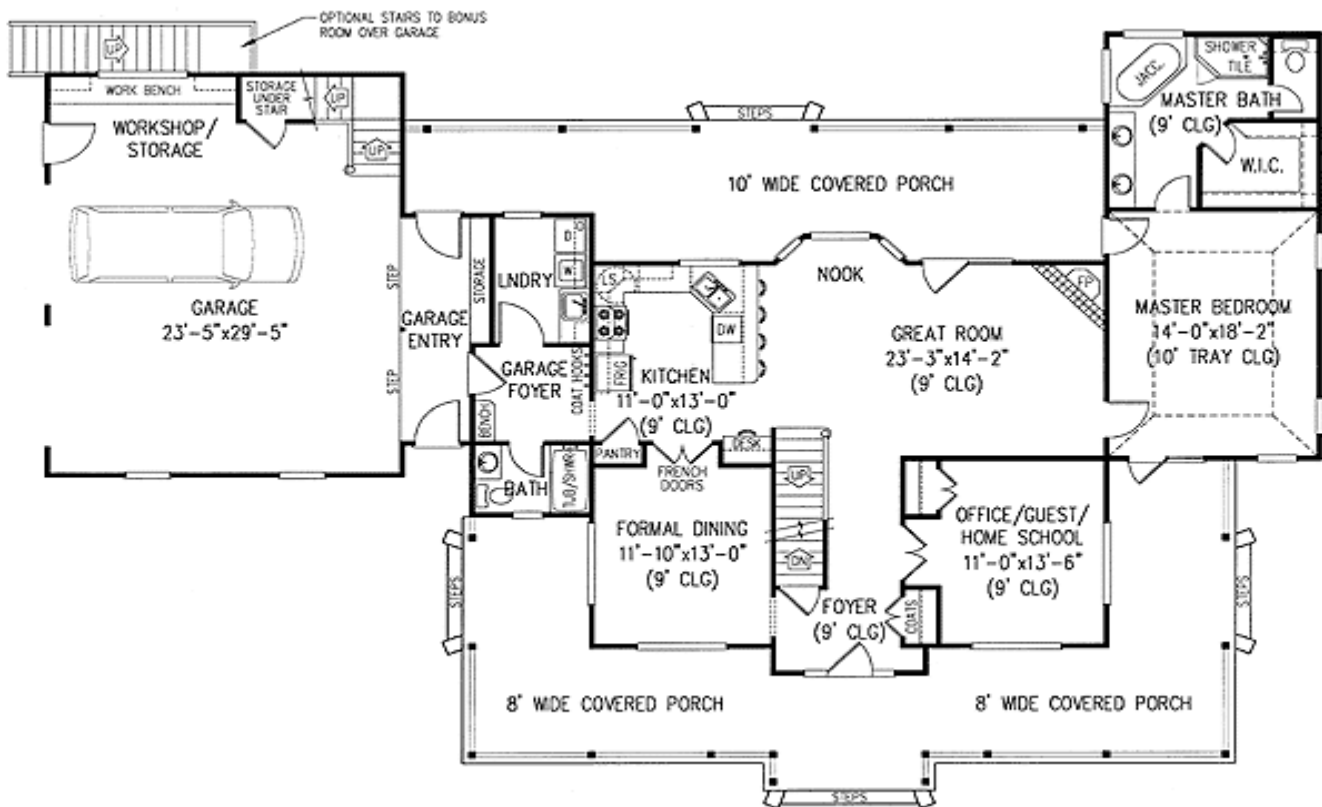 OPTIONAL STAIRS TO BONUS
ROOM OVER GARAGE
UP
WORK BENCH
STORAGE
UNDER
STAIR
UP
UP
WORKSHOP/
STORAGE
STEPS
JACC.
SHOWER
TILE
MASTER BATH
(9' CLG)
W.I.C.
10" WIDE COVERED PORCH
GARAGE
23'-5"x29'-5"
STEP
STEP
GARAGE
ENTRY
STORAGE
LNDRY
D
W
GARAGE
FOYER
COAT HOOKS
BENCH
BATH
TUB/SHWR
LS
DW
FRIG
KITCHEN
11'-0"x13'-0"
(9' CLG)
PANTRY
FRENCH
DOORS
DESK
NOOK
GREAT ROOM
23'-3"x14'-2"
(9' CLG)
FP
MASTER BEDROOM
14'-0"x18'-2"
(10' TRAY CLG)
UP
DN
FORMAL DINING
11'-10"x13'-0"
(9' CLG)
OFFICE/GUEST/
HOME SCHOOL
11'-0"x13'-6"
(9' CLG)
FOYER
(9' CLG)
COATS
STEPS
STEPS
8' WIDE COVERED PORCH
8' WIDE COVERED PORCH
STEPS